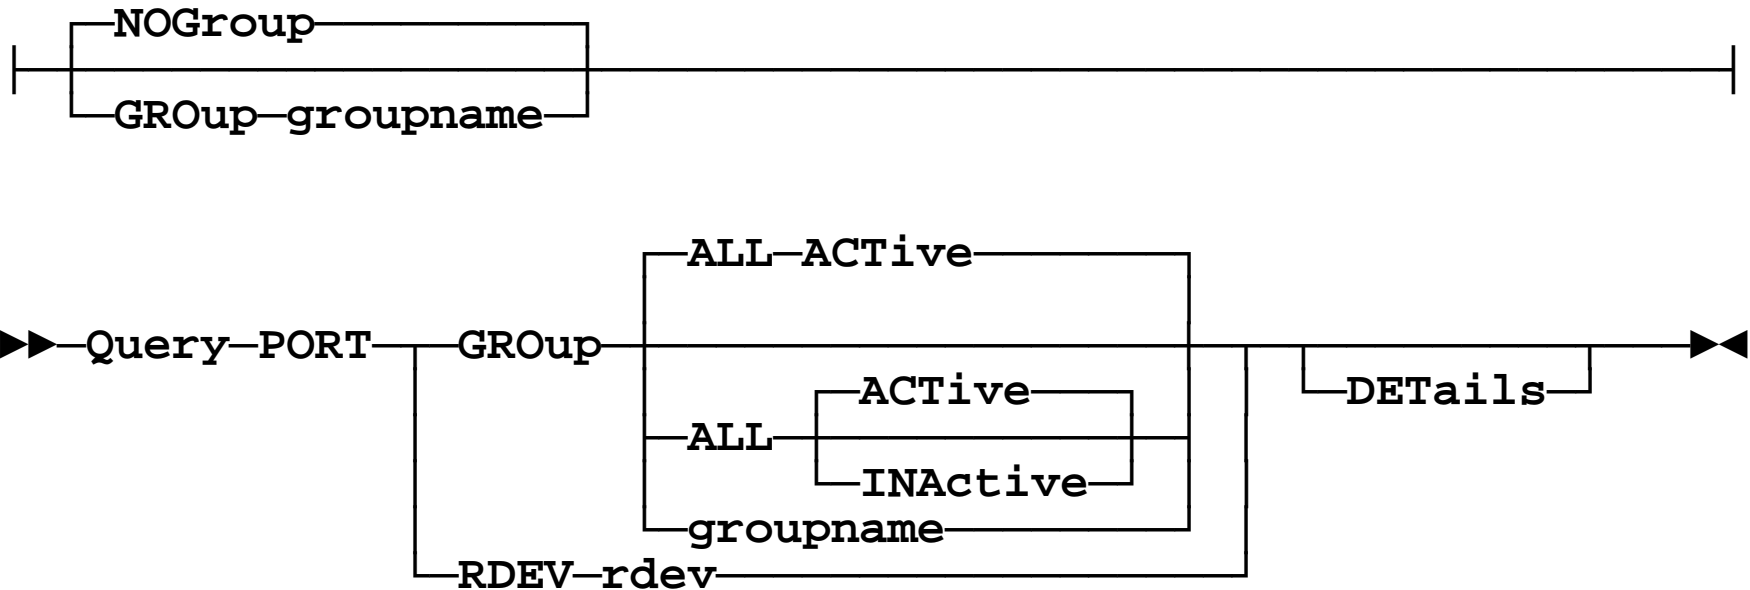 NOGroup
GROup groupname
ALL ACTive
Query PORT GROup
ACTive
DETails
ALL
INActive
groupname
RDEV rdev